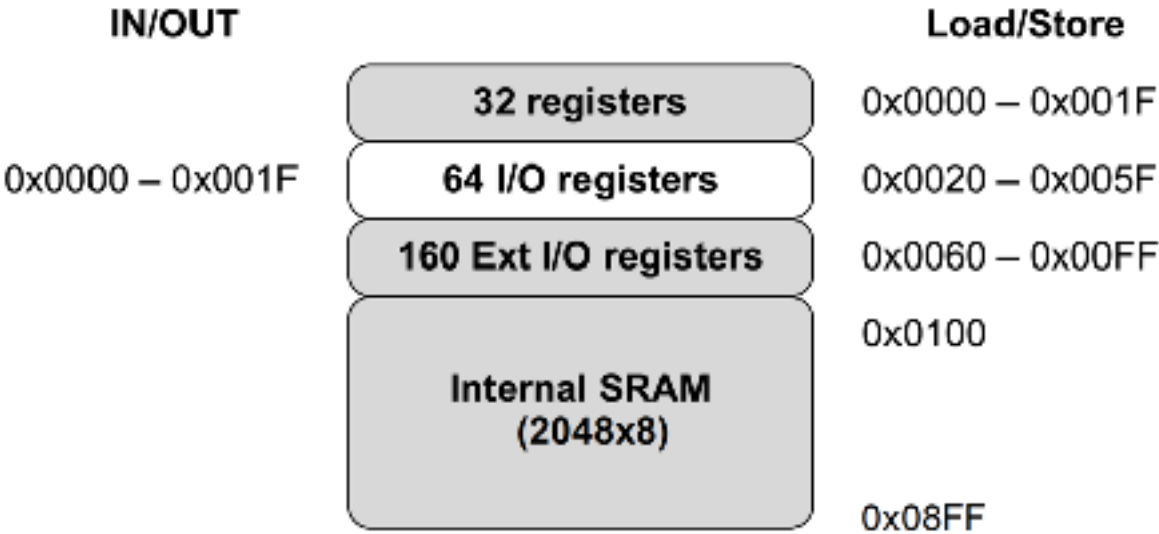 IN/OUT Load/Store
32 registers 0x0000 – 0x001F
0x0000 – 0x001F 64 I/O registers 0x0020 – 0x005F
160 Ext I/O registers 0x0060 – 0x00FF
0x0100
Internal SRAM
(2048x8)
0x08FF